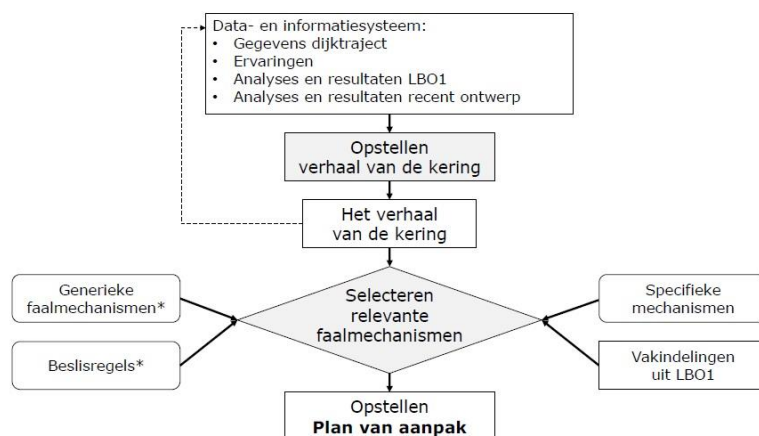 Data- en informatiesysteem:
• Gegevens dijktraject
• Ervaringen
• Analyses en resultaten LBO1
• Analyses en resultaten recent ontwerp
Opstellen
verhaal van de kering
Het verhaal
van de kering
Generieke
faalmechanismen*
Beslisregels*
Selecteren
relevante
faalmechanismen
Specifieke
mechanismen
Vakindelingen
uit LBO1
Opstellen
Plan van aanpak